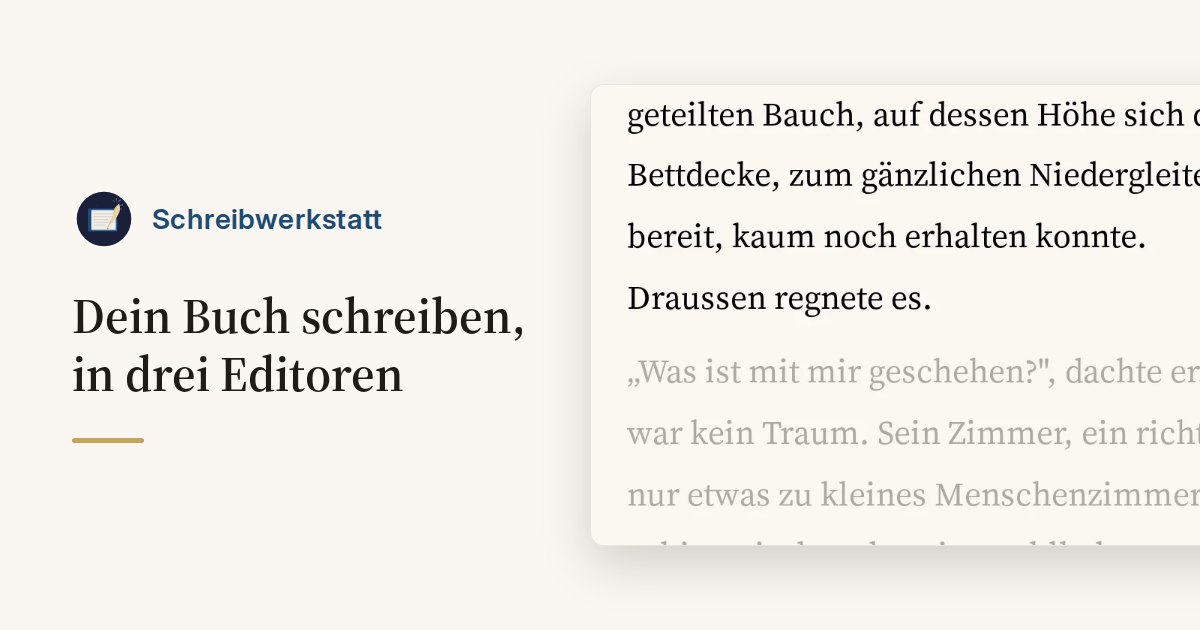 Schreibwerkstatt
Dein Buch schreiben,
in drei Editoren
geteilten Bauch, auf dessen Höhe sich
Bettdecke, zum gänzlichen
bereit, kaum noch erhalten konnte.
Draussen regnete es.
„Was ist mit mir geschehen?", dachte er
war kein Traum. Sein Zimmer, ein
nur etwas zu kleines Menschenzimmer